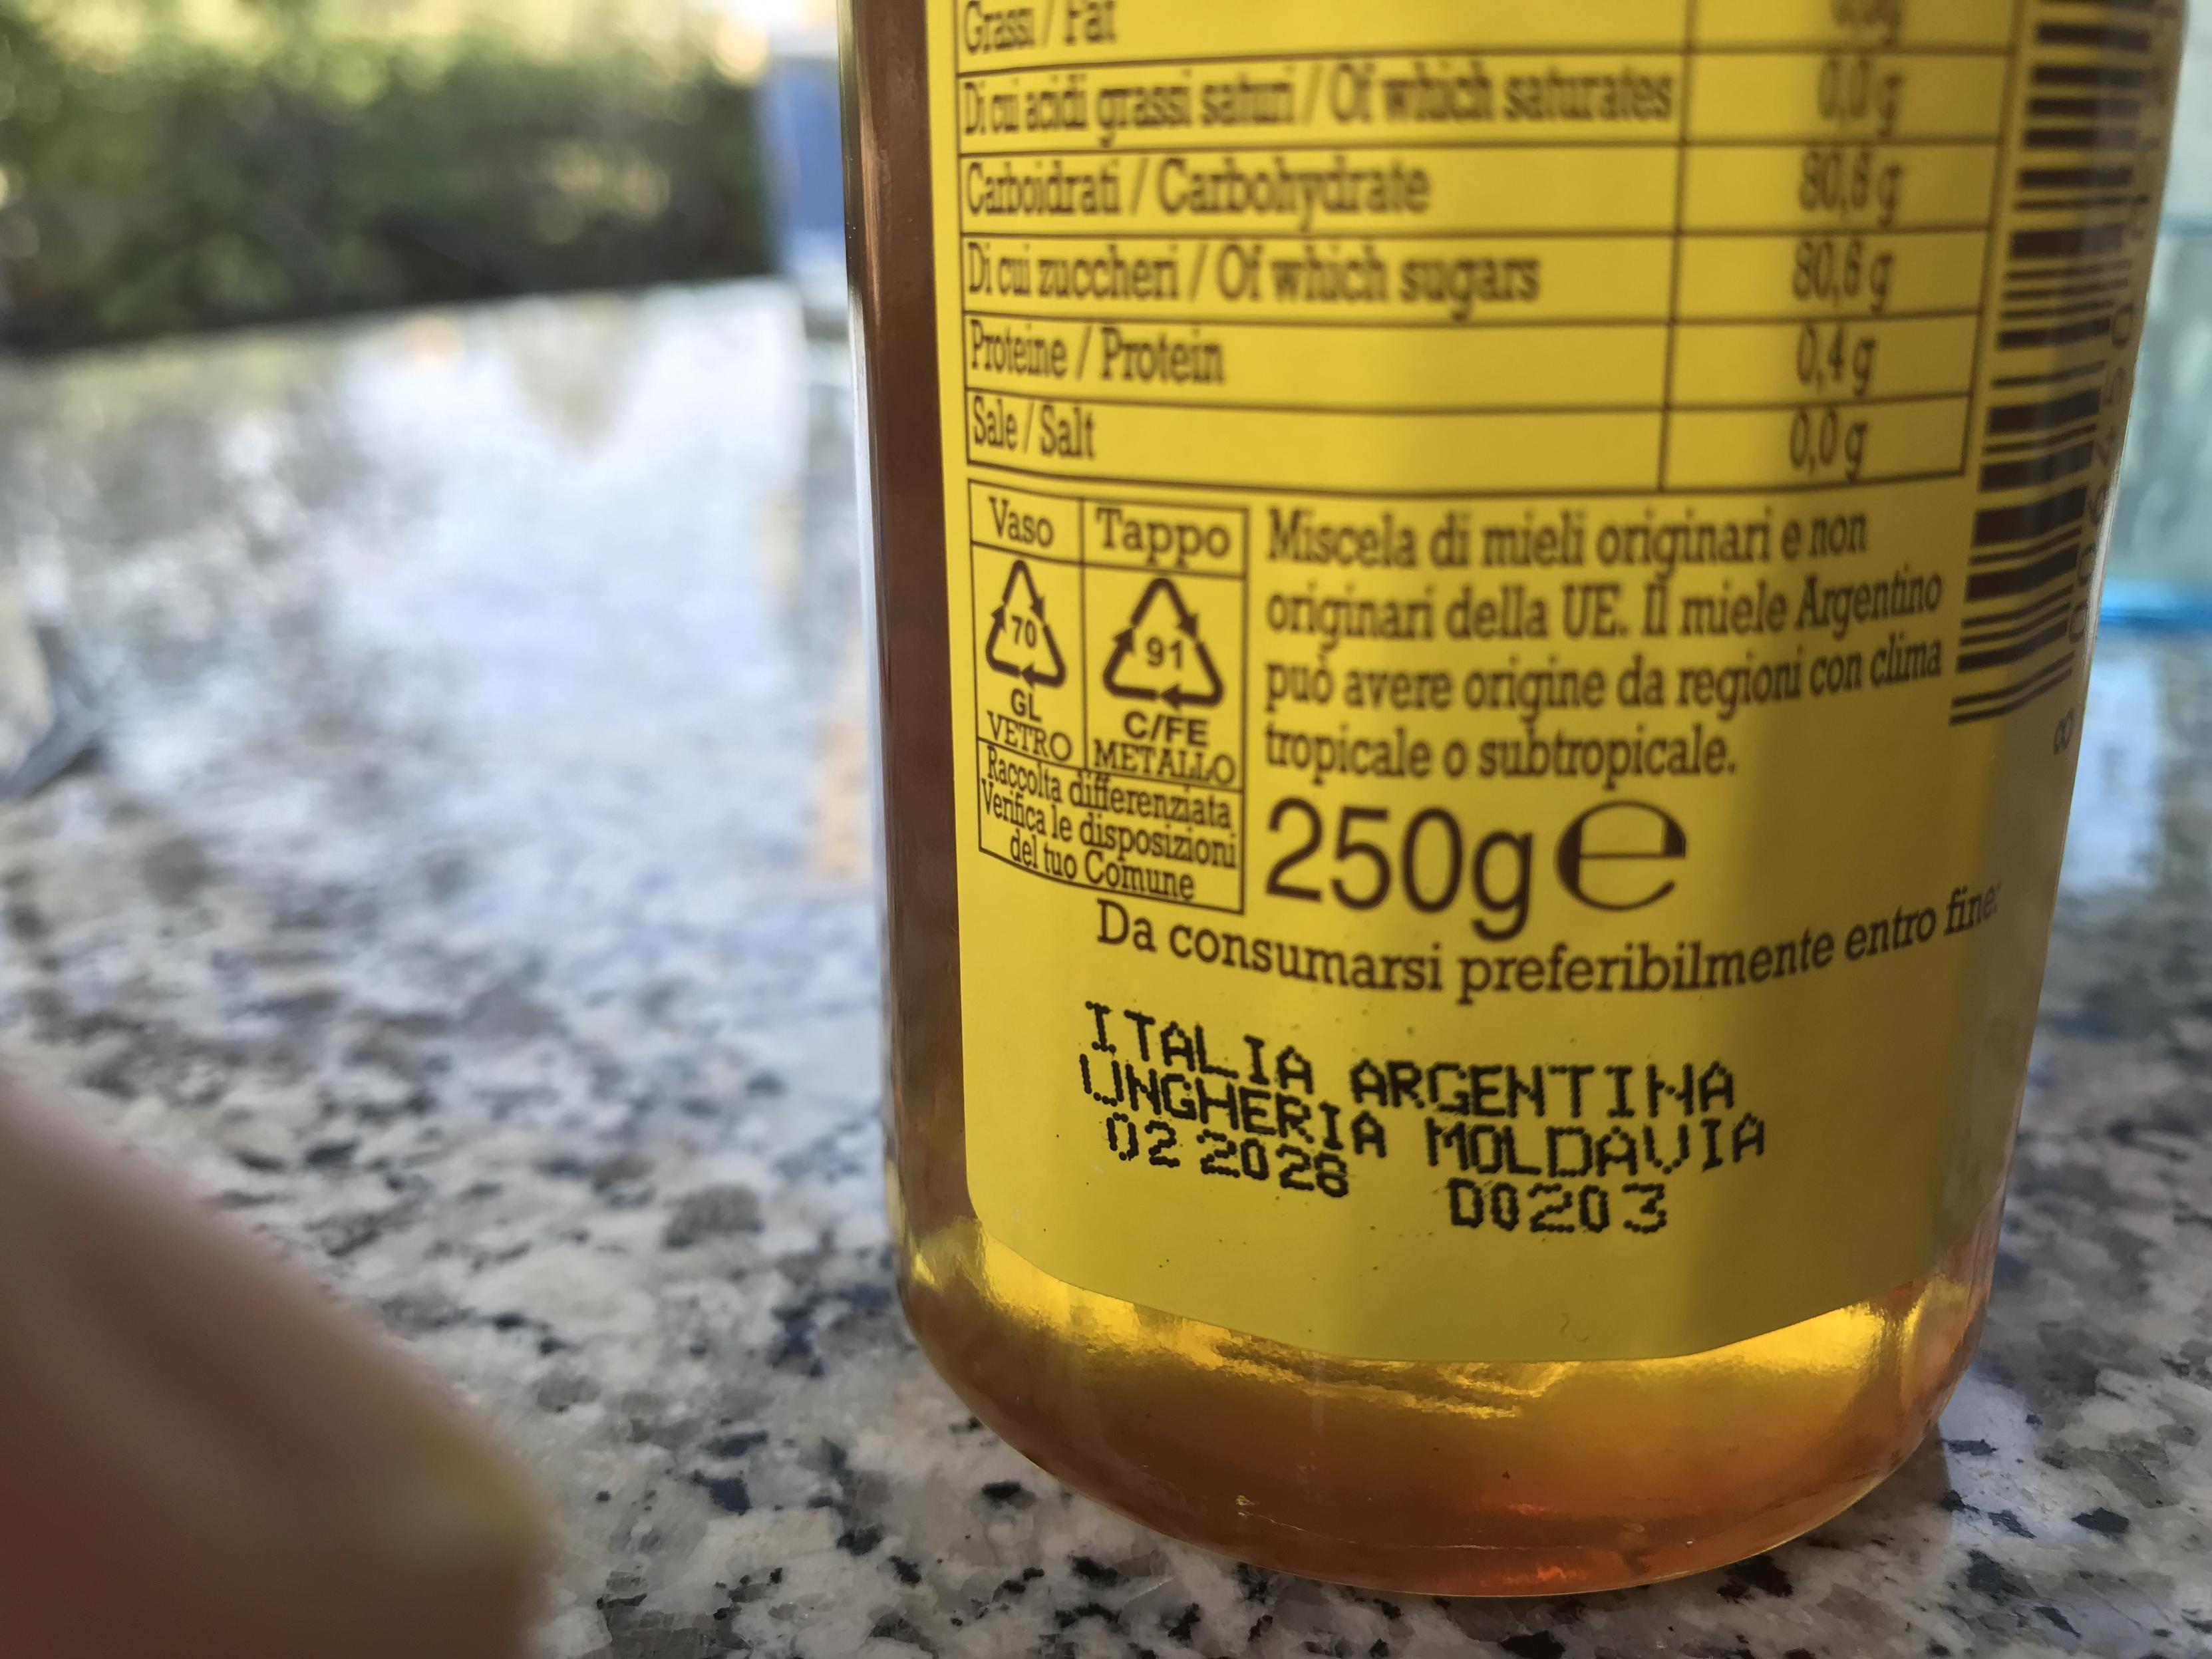 Grassi / Fat
Di cui acidi grassi saturi / Of which saturates 0,0 g
Carboidrati / Carbohydrate 80,6 g
Di cui zuccheri / Of which sugars 80,6 g
Proteine / Protein 0,4 g
Sale / Salt 0,0 g
Vaso Tappo
70 91
GL C/FE
VETRO METALLO
Raccolta differenziata
Verifica le disposizioni
del tuo Comune
Miscela di mieli originari e non
originari della UE. Il miele Argentino
può avere origine da regioni con clima
tropicale o subtropicale.
250g e
Da consumarsi preferibilmente entro fine:
ITALIA ARGENTINA
UNGHERIA MOLDAVIA
02 2028 D0203